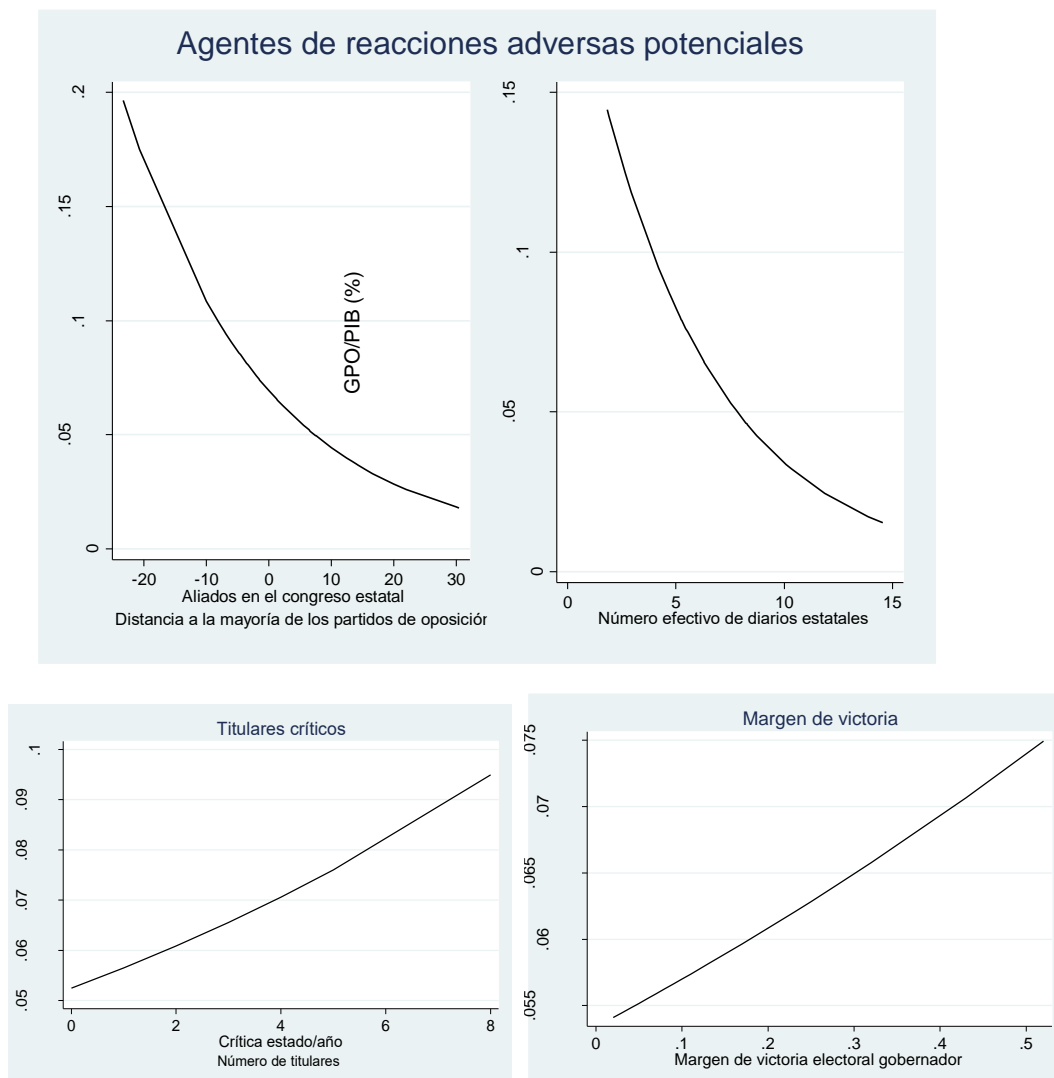 Agentes de reacciones adversas potenciales
.2
.15
.1
.05
0
-20 -10 0 10 20 30
Aliados en el congreso estatal
Distancia a la mayoría de los partidos de oposición
GPO/PIB (%)
.15
.1
.05
0
0 5 10 15
Número efectivo de diarios estatales
Titulares críticos
.1
.09
.08
.07
.06
.05
0 2 4 6 8
Crítica estado/año
Número de titulares
Margen de victoria
.075
.07
.065
.06
.055
0 .1 .2 .3 .4 .5
Margen de victoria electoral gobernador